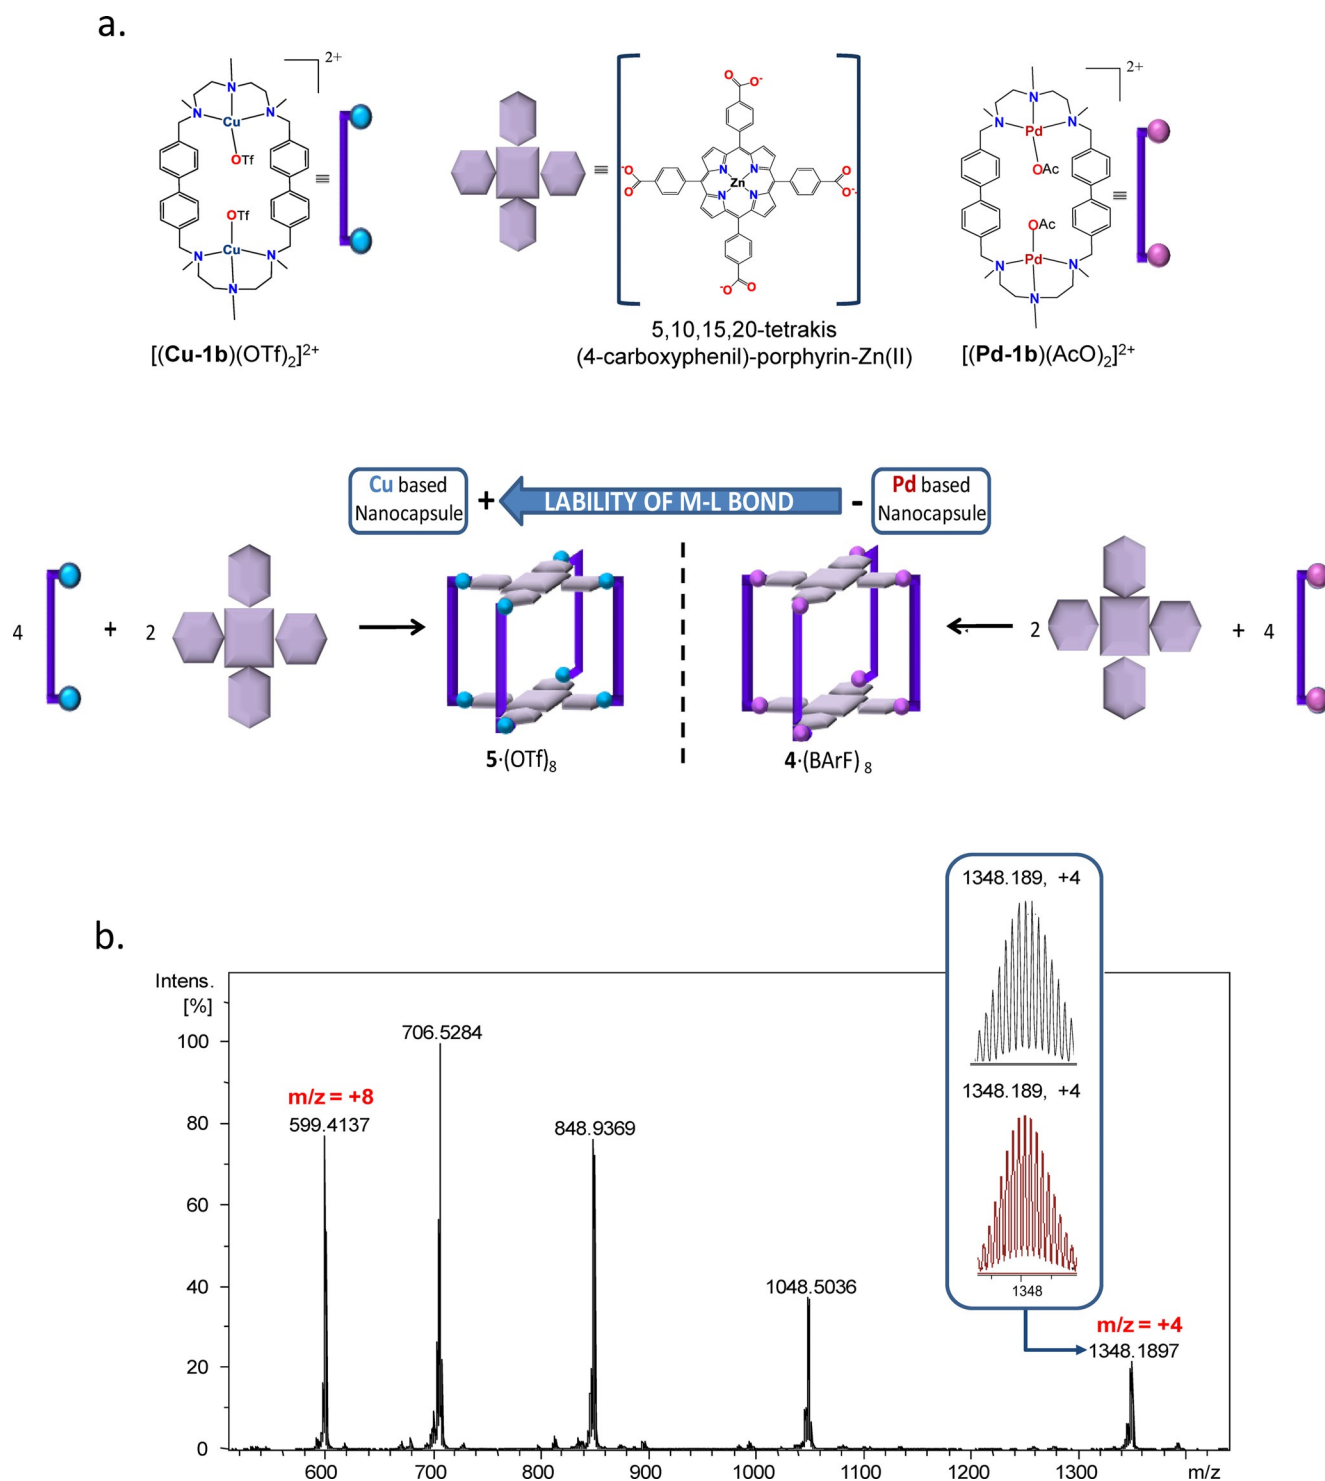 a.
2+
N
N
N
Cu
OTf
OTf
Cu
N
N
N
[(Cu-1b)(OTf)2]2+
≡
≡
O
O-
-O
O
N
N
Zn
N
N
O
O-
-O
O
5,10,15,20-tetrakis
(4-carboxyphenil)-porphyrin-Zn(II)
2+
N
N
N
Pd
OAc
OAc
Pd
N
N
N
≡
[(Pd-1b)(AcO)2]2+
Cu based
Nanocapsule
+ LABILITY OF M-L BOND -
Pd based
Nanocapsule
4 + 2
2 + 4
5·(OTf)8
4·(BArF) 8
b.
Intens.
[%]
100
80
60
40
20
0
m/z = +8
599.4137
706.5284
848.9369
1048.5036
1348.189, +4
1348.189, +4
1348
m/z = +4
1348.1897
600 700 800 900 1000 1100 1200 1300 m/z